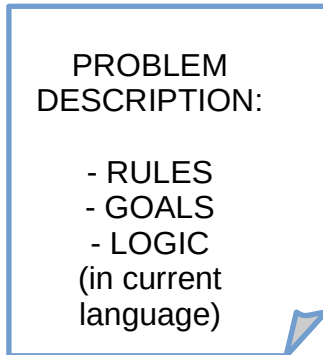 PROBLEM
DESCRIPTION:
- RULES
- GOALS
- LOGIC
(in current
language)